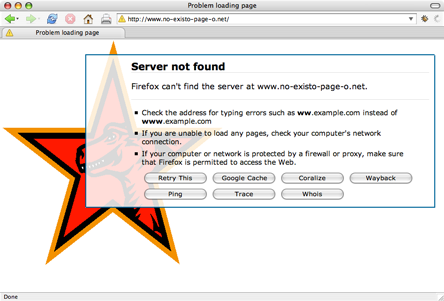 Problem loading page
http://www.no-existo-page-o.net/
Problem loading page
Server not found
Firefox can't find the server at www.no-existo-page-o.net.
Check the address for typing errors such as ww.example.com instead of
www.example.com
If you are unable to load any pages, check your computer's network
connection.
If your computer or network is protected by a firewall or proxy, make sure
that Firefox is permitted to access the Web.
Retry This Google Cache Coralize Wayback
Ping Trace Whois
Done